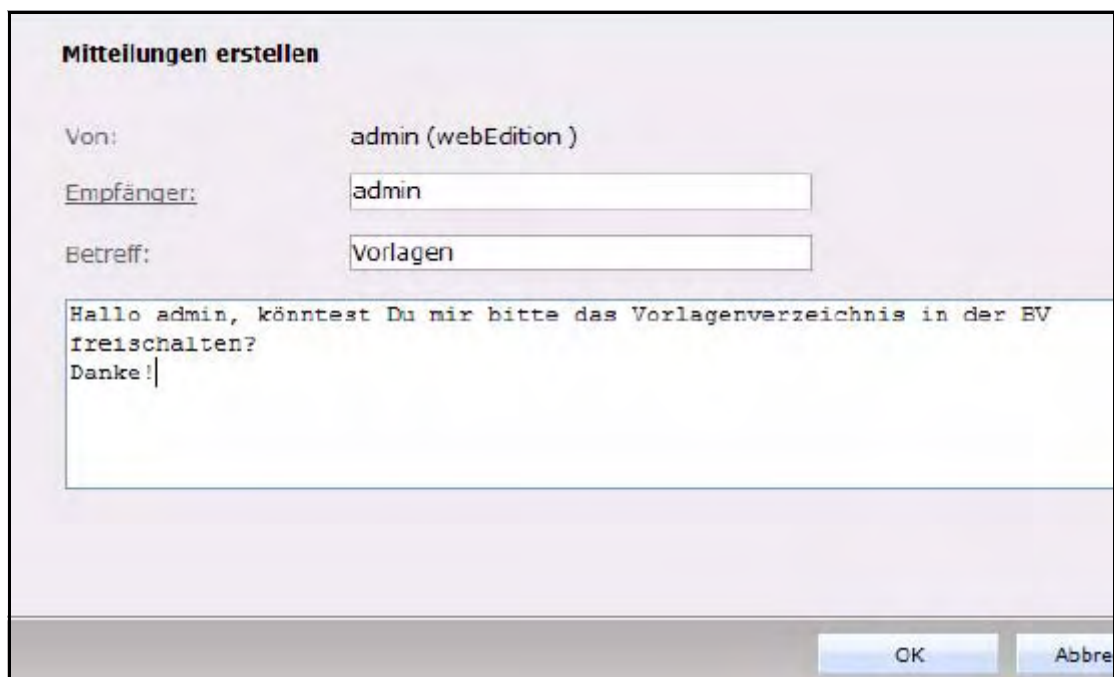 Mitteilungen erstellen
Von: admin (webEdition )
Empfänger: admin
Betreff: Vorlagen
Hallo admin, könntest Du mir bitte das Vorlagenverzeichnis in der BV
freischalten?
Danke!
OK Abbre